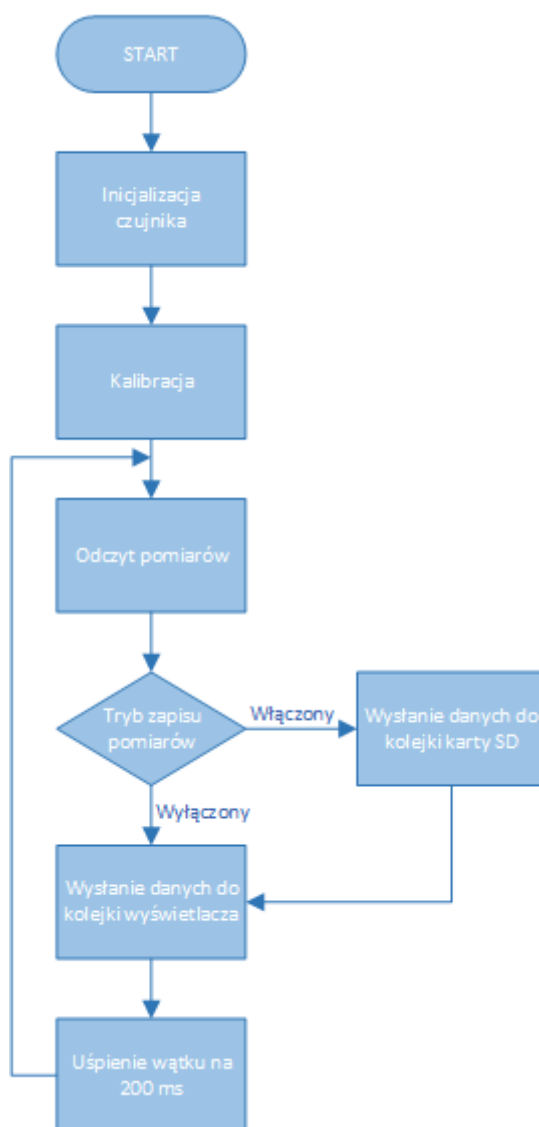 START
Inicjalizacja
czujnika
Kalibracja
Odczyt pomiarów
Tryb zapisu
pomiarów
Włączony
Wysłanie danych do
kolejki karty SD
Wyłączony
Wysłanie danych do
kolejki wyświetlacza
Uśpienie wątku na
200 ms